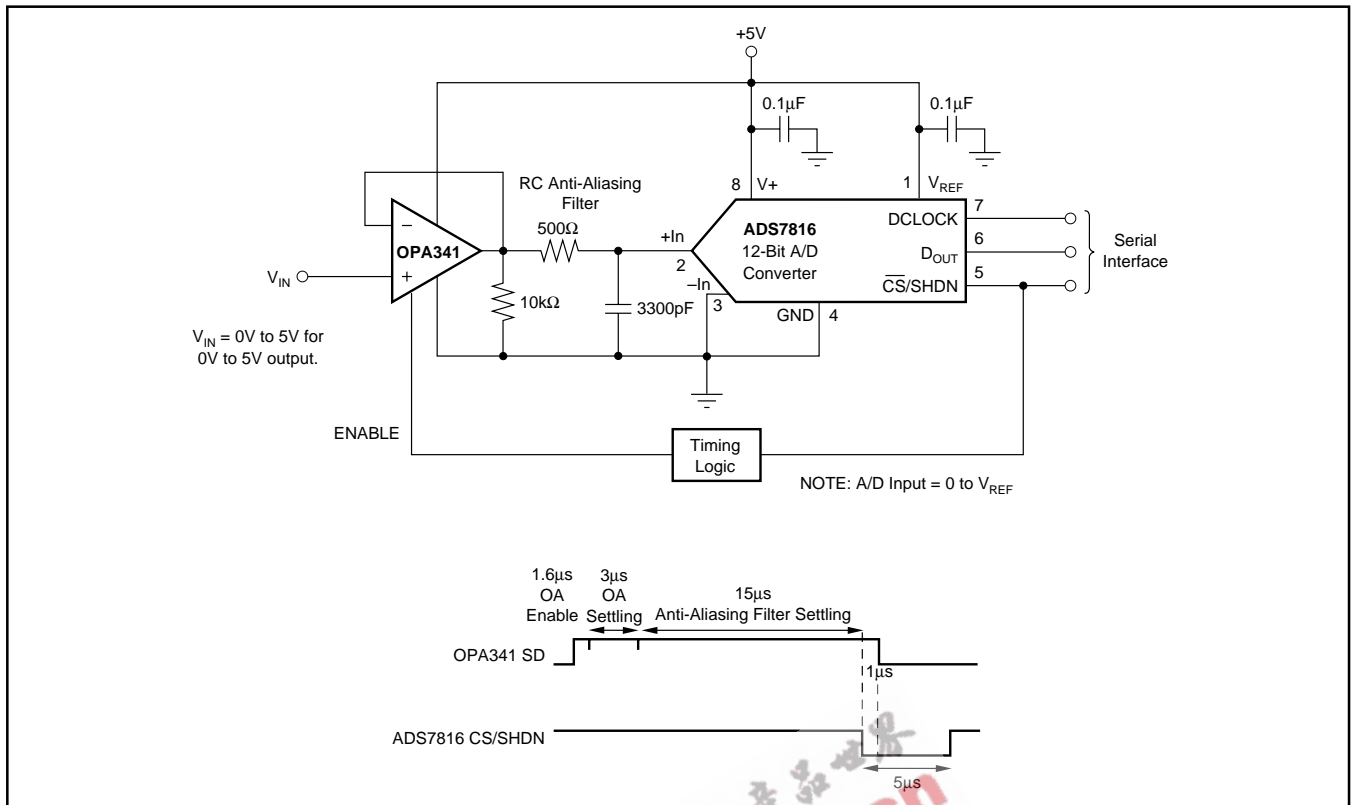 +5V
0.1µF
0.1µF
RC Anti-Aliasing
Filter
8 V+
1 VREF
500Ω
+In
2
ADS7816
12-Bit A/D
Converter
DCLOCK 7
DOUT 6
CS/SHDN 5
Serial
Interface
OPA341
−
+
VIN
10kΩ
3300pF
–In
3
GND 4
VIN = 0V to 5V for
0V to 5V output.
ENABLE
Timing
Logic
NOTE: A/D Input = 0 to VREF
1.6µs
OA
Enable
3µs
OA
Settling
15µs
Anti-Aliasing Filter Settling
OPA341 SD
1µs
ADS7816 CS/SHDN
5µs